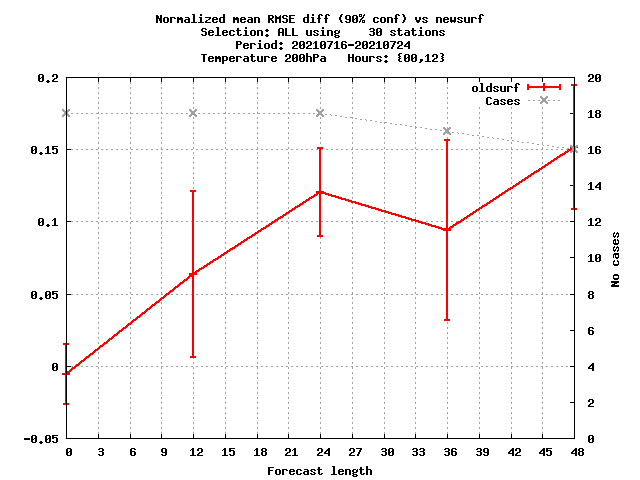 Normalized mean RMSE diff (90% conf) vs newsurf
Selection: ALL using    30 stations
Period: 20210716-20210724
Temperature 200hPa   Hours: {00,12}
oldsurf
Cases
0.2
0.15
0.1
0.05
0
-0.05
20
18
16
14
12
10
8
6
4
2
0
No cases
0 3 6 9 12 15 18 21 24 27 30 33 36 39 42 45 48
Forecast length